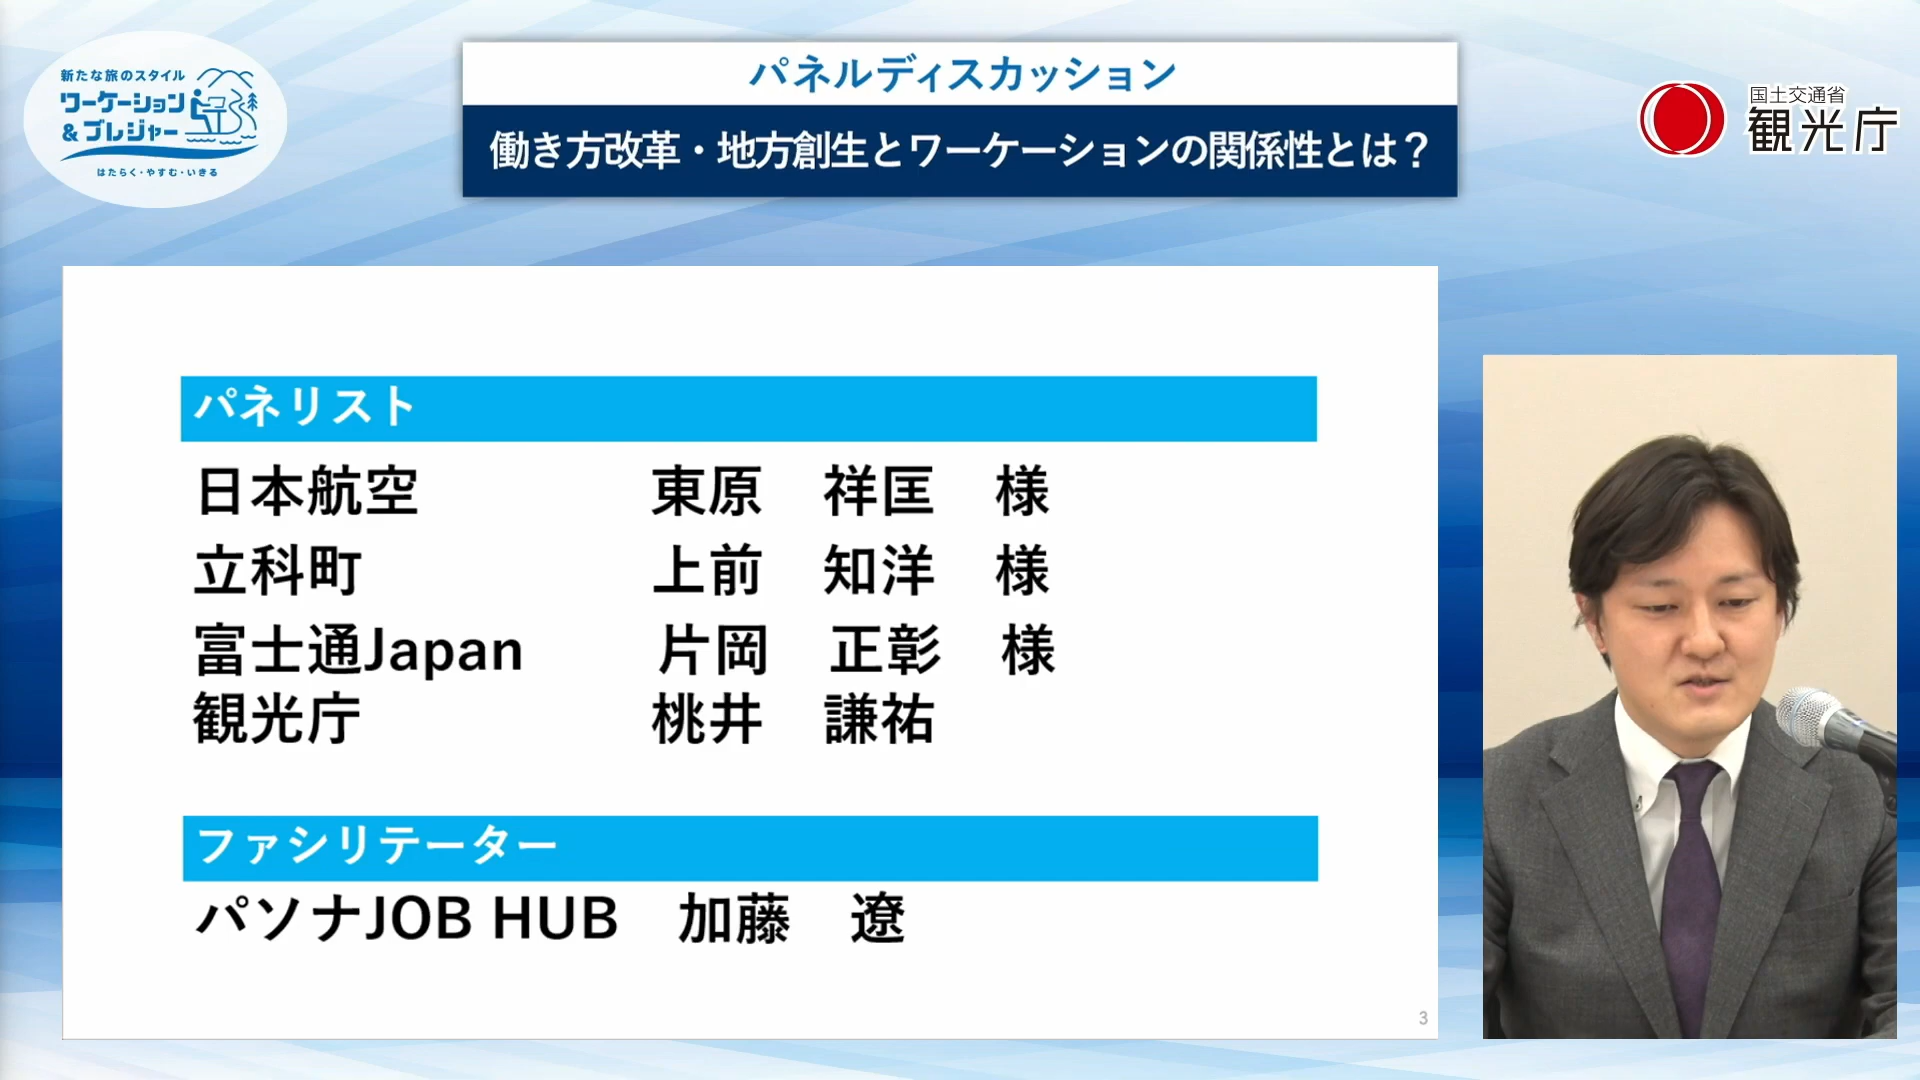 新たな旅のスタイル
ワーケーション
&ブレジャー
はたらく・やすむ・いきる
パネルディスカッション
働き方改革・地方創生とワーケーションの関係性とは？
国土交通省
観光庁
パネリスト
日本航空 東原 祥匡 様
立科町 上前 知洋 様
富士通Japan 片岡 正彰 様
観光庁 桃井 謙祐
ファシリテーター
パソナJOB HUB 加藤 遼
3